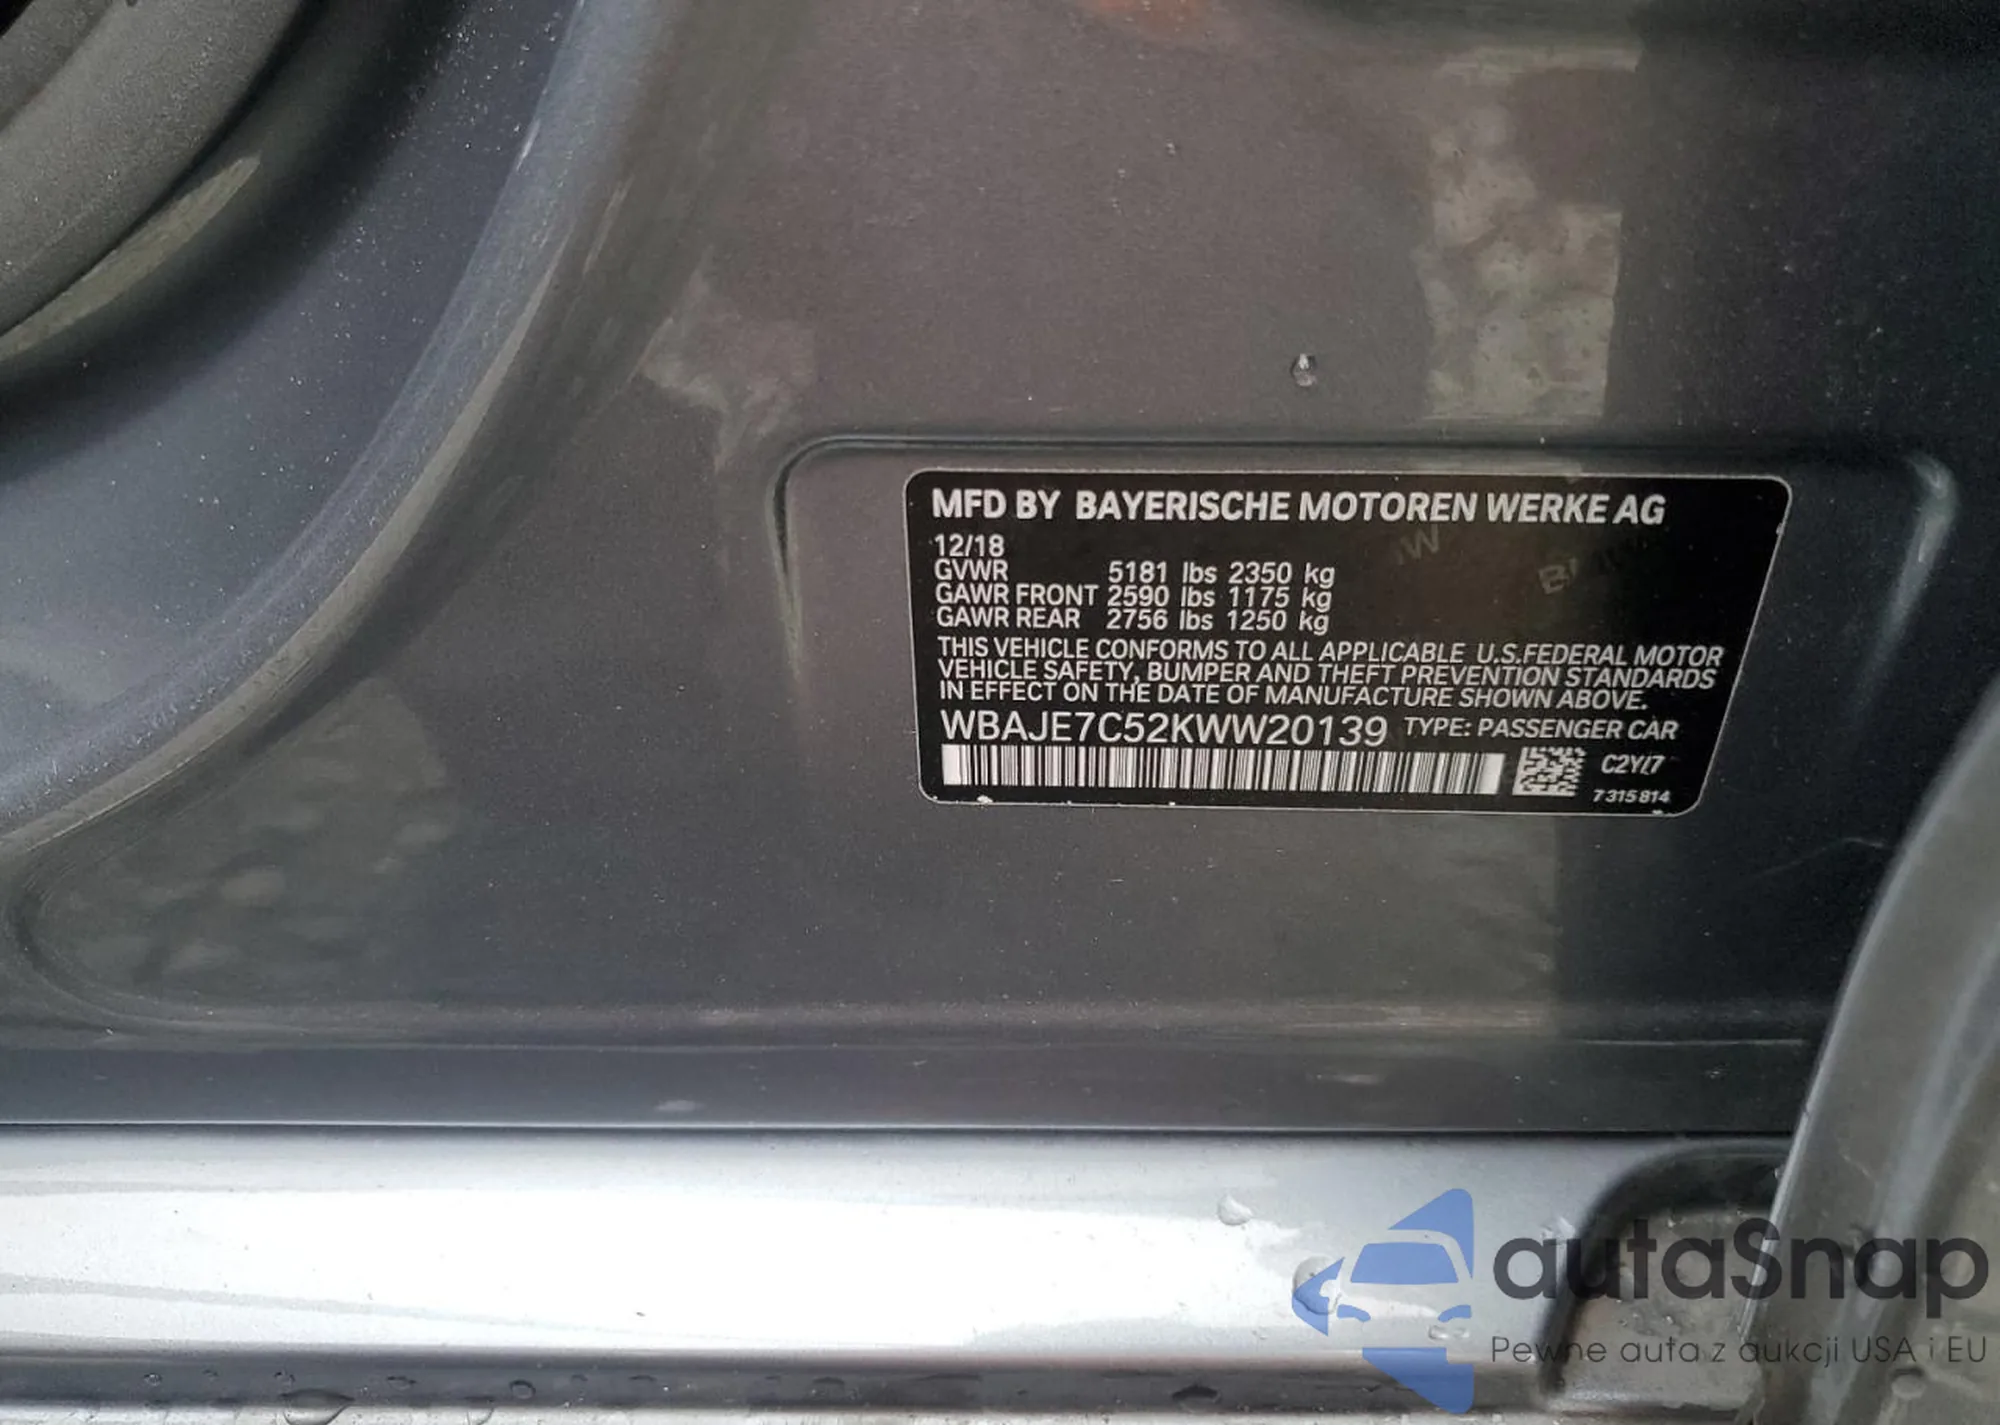 MFD BY BAYERISCHE MOTOREN WERKE AG
12/18
GVWR 5181 lbs 2350 kg
GAWR FRONT 2590 lbs 1175 kg
GAWR REAR 2756 lbs 1250 kg
THIS VEHICLE CONFORMS TO ALL APPLICABLE U.S.FEDERAL MOTOR
VEHICLE SAFETY, BUMPER AND THEFT PREVENTION STANDARDS
IN EFFECT ON THE DATE OF MANUFACTURE SHOWN ABOVE.
WBAJE7C52KWW20139 TYPE: PASSENGER CAR
7 315 814
autaSnap
Pewne auta z aukcji USA i EU